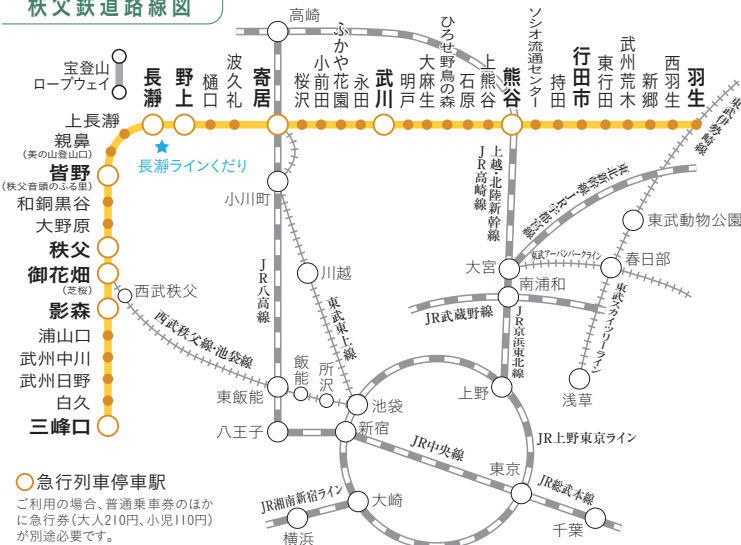 秩父鉄道路線図
高崎
宝登山
ロープウェイ
長瀞
野上
樋口
波久礼
寄居
桜沢
小前田
ふかや花園
永田
武川
明戸
大麻生
ひろせ野鳥の森
石原
上熊谷
熊谷
ソシオ流通センター
持田
行田市
東行田
武州荒木
新郷
西羽生
羽生
上長瀞
親鼻
(美の山登山口)
皆野
(秩父音頭のふる里)
和銅黒谷
大野原
秩父
御花畑
(芝桜)
影森
浦山口
武州中川
武州日野
白久
三峰口
長瀞ラインくだり
西武秩父
西武秩父線・池袋線
小川町
JR八高線
川越
東武東上線
飯能
所沢
東飯能
池袋
八王子
新宿
上越・北陸新幹線
JR高崎線
東北新幹線・JR宇都宮線
東武伊勢崎線
東武動物公園
東武アーバンパークライン
春日部
大宮
南浦和
JR武蔵野線
JR京浜東北線
東武スカイツリーライン
浅草
上野
JR中央線
JR上野東京ライン
東京
JR総武本線
千葉
JR湘南新宿ライン
大崎
横浜
急行列車停車駅
ご利用の場合、普通乗車券のほか
に急行券(大人210円、小児110円)
が別途必要です。